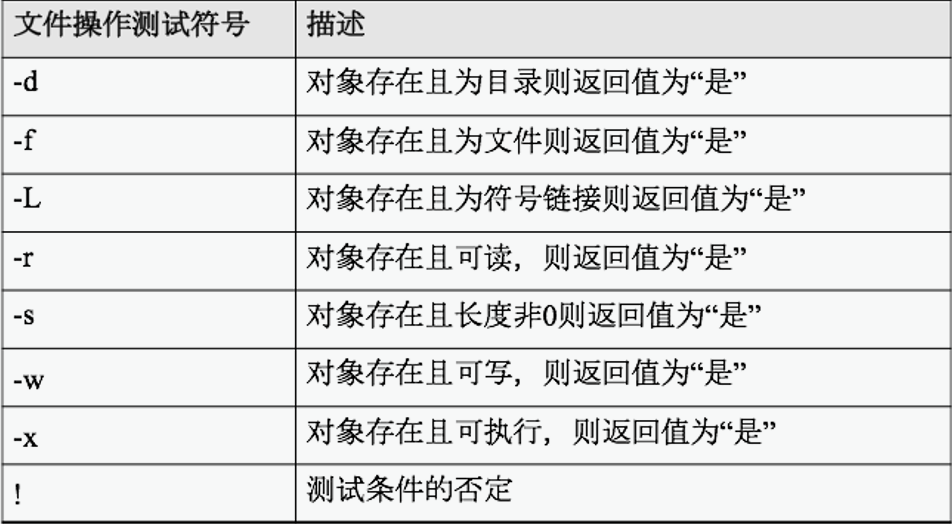 文件操作测试符号 描述
-d 对象存在且为目录则返回值为“是”
-f 对象存在且为文件则返回值为“是”
-L 对象存在且为符号链接则返回值为“是”
-r 对象存在且可读，则返回值为“是”
-s 对象存在且长度非0则返回值为“是”
-w 对象存在且可写，则返回值为“是”
-x 对象存在且可执行，则返回值为“是”
! 测试条件的否定